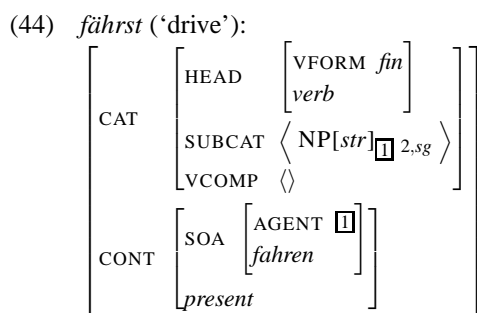 (44) fährst (‘drive’):
VFORM fin
HEAD
verb
CAT
SUBCAT ⟨ NP[str] 1 2,sg ⟩
VCOMP ⟨⟩
AGENT 1
SOA
fahren
CONT
present